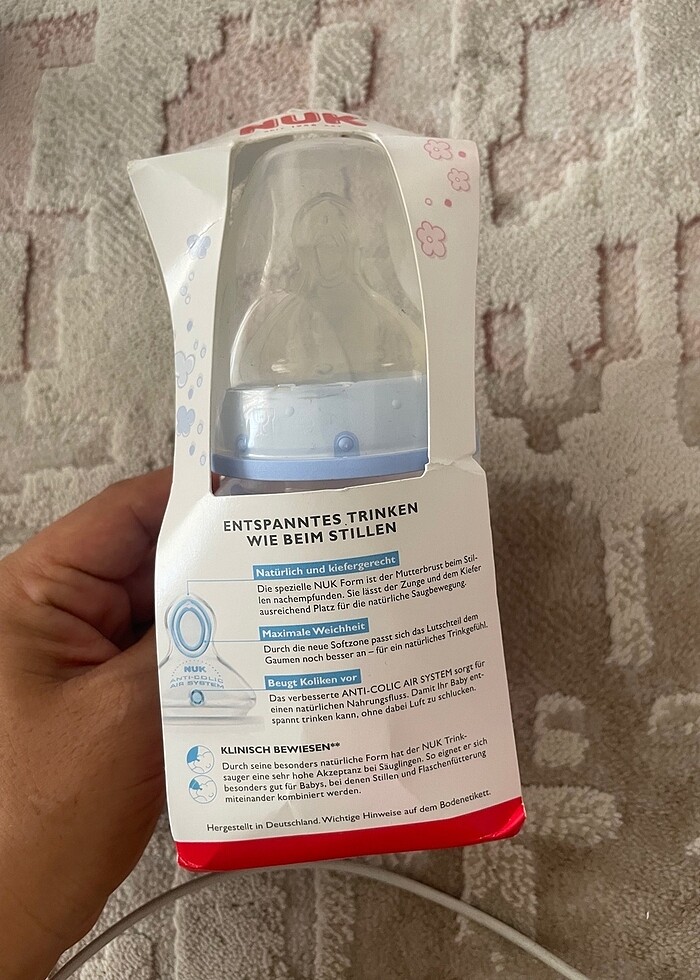 NUK
ENTSPANNTES TRINKEN
WIE BEIM STILLEN
Natürlich und kiefergerecht
Die spezielle NUK Form ist der Mutterbrust beim Stil-
len nachempfunden. Sie lässt der Zunge und dem Kiefer
ausreichend Platz für die natürliche Saugbewegung.
Maximale Weichheit
Durch die neue Softzone passt sich das Lutschteil dem
Gaumen noch besser an – für ein natürliches Trinkgefühl.
NUK
ANTI-COLIC
AIR SYSTEM
Beugt Koliken vor
Das verbesserte ANTI-COLIC AIR SYSTEM sorgt für
einen natürlichen Nahrungsfluss. Damit Ihr Baby ent-
spannt trinken kann, ohne dabei Luft zu schlucken.
KLINISCH BEWIESEN**
Durch seine besonders natürliche Form hat der NUK Trink-
sauger eine sehr hohe Akzeptanz bei Säuglingen. So eignet er sich
besonders gut für Babys, bei denen Stillen und Flaschenfütterung
miteinander kombiniert werden.
Hergestellt in Deutschland. Wichtige Hinweise auf dem Bodenetikett.